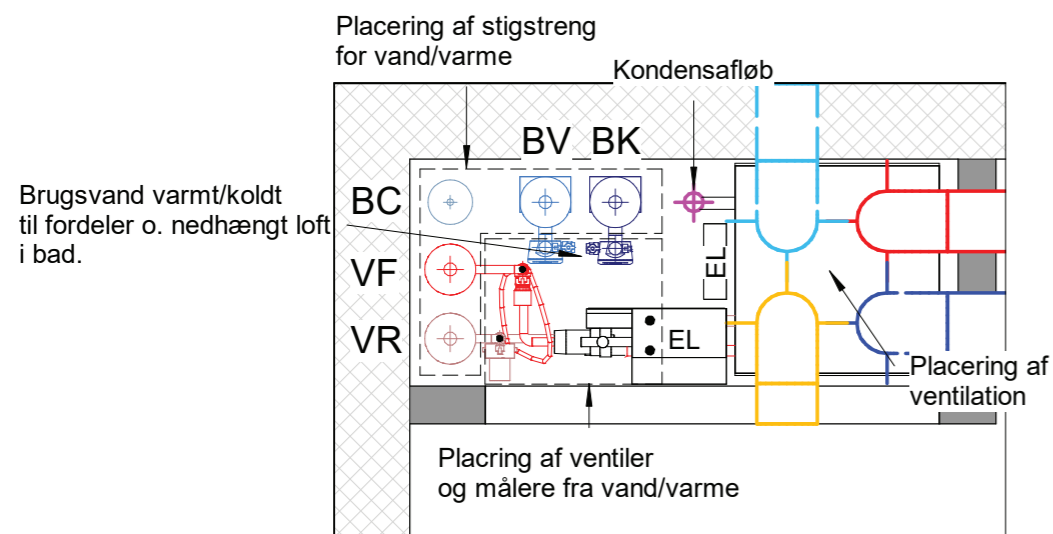 Placering af stigstreng
for vand/varme
Kondensafløb
BV BK
Brugsvand varmt/koldt
til fordeler o. nedhængt loft
i bad.
BC
VF
VR
EL
EL
Placering af
ventilation
Placring af ventiler
og målere fra vand/varme